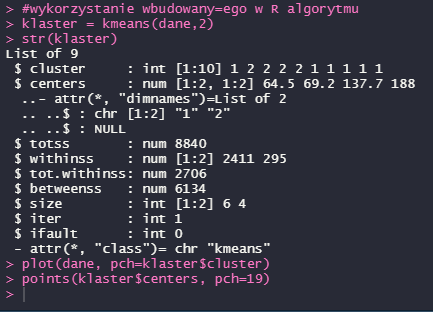 > #wykorzystanie wbudowany=ego w R algorytmu
> klaster = kmeans(dane,2)
> str(klaster)
List of 9
 $ cluster     : int [1:10] 1 2 2 2 2 1 1 1 1 1
 $ centers     : num [1:2, 1:2] 64.5 69.2 137.7 188
  ..- attr(*, "dimnames")=List of 2
  .. ..$ : chr [1:2] "1" "2"
  .. ..$ : NULL
 $ totss       : num 8840
 $ withinss    : num [1:2] 2411 295
 $ tot.withinss: num 2706
 $ betweenss   : num 6134
 $ size        : int [1:2] 6 4
 $ iter        : int 1
 $ ifault      : int 0
 - attr(*, "class")= chr "kmeans"
> plot(dane, pch=klaster$cluster)
> points(klaster$centers, pch=19)
>